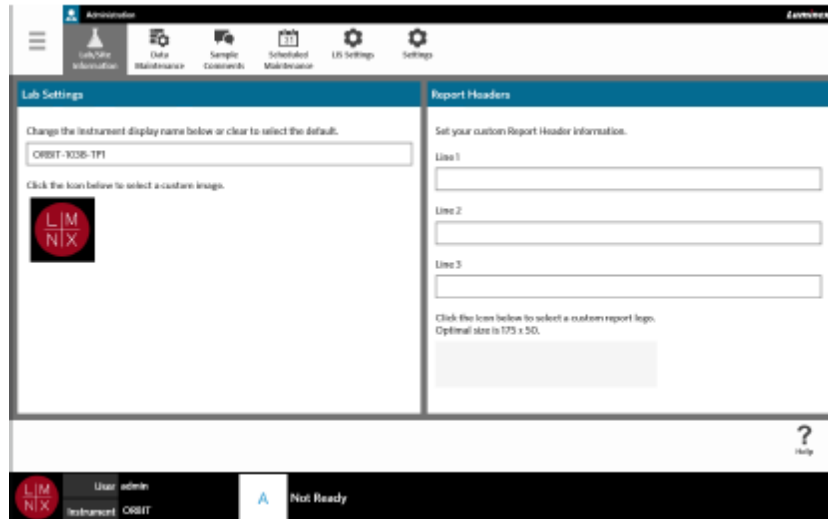 Administration
Luminex
Lab/Site Information
Data Maintenance
Sample Comments
Scheduled Maintenance
LIS Settings
Settings
31
Lab Settings
Report Headers
Change the Instrument display name below or clear to select the default.
ORBIT-1038-TP1
Click the Icon below to select a custom image.
L M
N X
Set your custom Report Header information.
Line 1
Line 2
Line 3
Click the Icon below to select a custom report logo.
Optimal size is 175 x 50.
?
Help
L M
N X
User admin
Instrument ORBIT
A
Not Ready